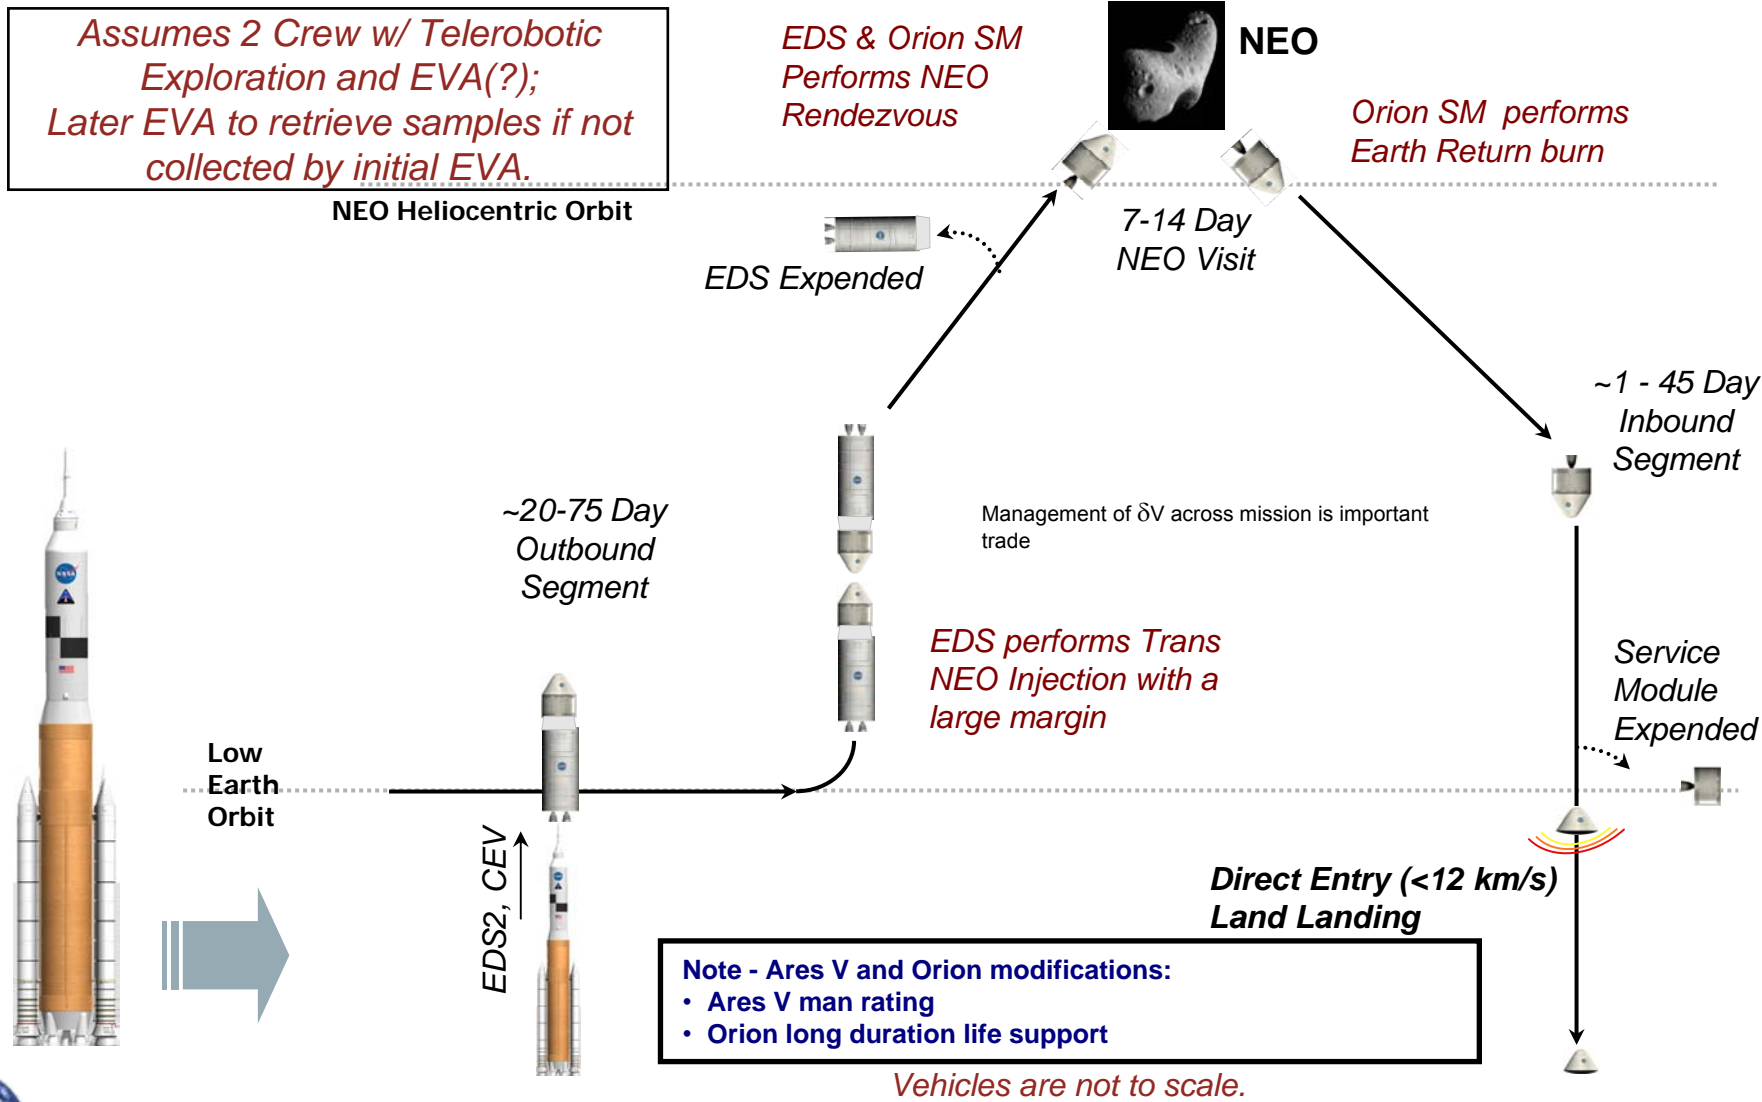 Assumes 2 Crew w/ Telerobotic
Exploration and EVA(?);
Later EVA to retrieve samples if not
collected by initial EVA.
EDS & Orion SM
Performs NEO
Rendezvous
NEO
Orion SM performs
Earth Return burn
NEO Heliocentric Orbit
7-14 Day
NEO Visit
EDS Expended
~1 - 45 Day
Inbound
Segment
~20-75 Day
Outbound
Segment
Management of δV across mission is important
trade
EDS performs Trans
NEO Injection with a
large margin
Service
Module
Expended
Low
Earth
Orbit
EDS2, CEV
Direct Entry (<12 km/s)
Land Landing
Note - Ares V and Orion modifications:
• Ares V man rating
• Orion long duration life support
Vehicles are not to scale.
NASA